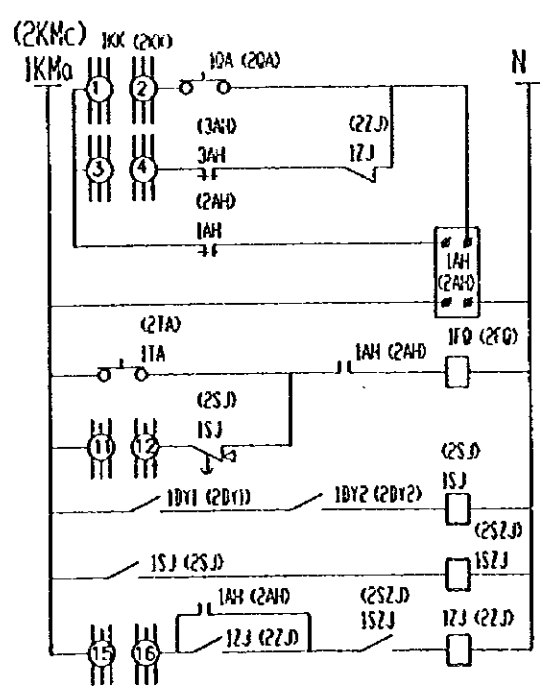 (2KMc) 1KK (2KK)
1KMa
1QA (2QA)
N
1 2
(3AH)
3AH
(2ZJ)
1ZJ
3 4
(2AH)
1AH
1AH
(2AH)
(2TA)
1TA
1AH (2AH)
1FQ (2FQ)
(2SJ)
1SJ
11 12
(2SJ)
1SJ
1DY1 (2DY1)
1DY2 (2DY2)
(2SZJ)
1SZJ
1SJ (2SJ)
1AH (2AH)
(2SZJ)
1SZJ
1ZJ (2ZJ)
15 16
1ZJ (2ZJ)